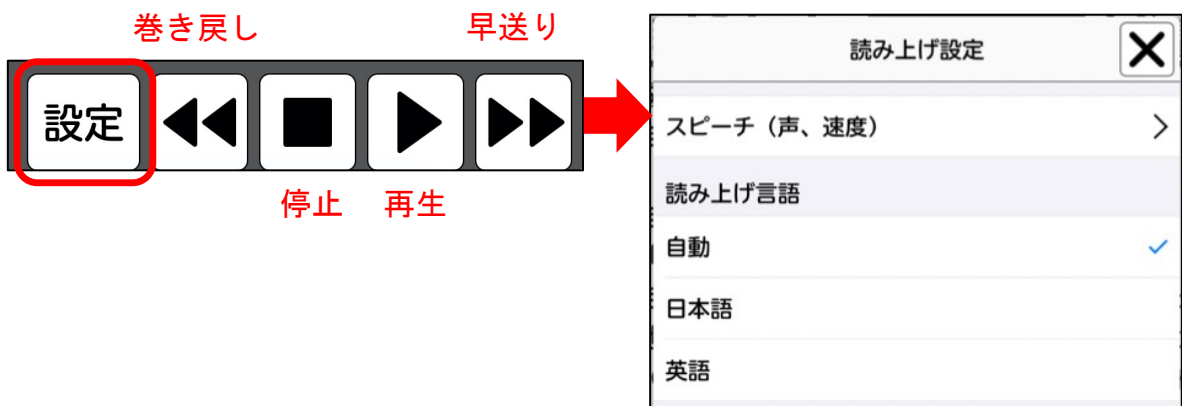 巻き戻し
早送り
設定
停止
再生
読み上げ設定
スピーチ（声、速度）
読み上げ言語
自動
日本語
英語